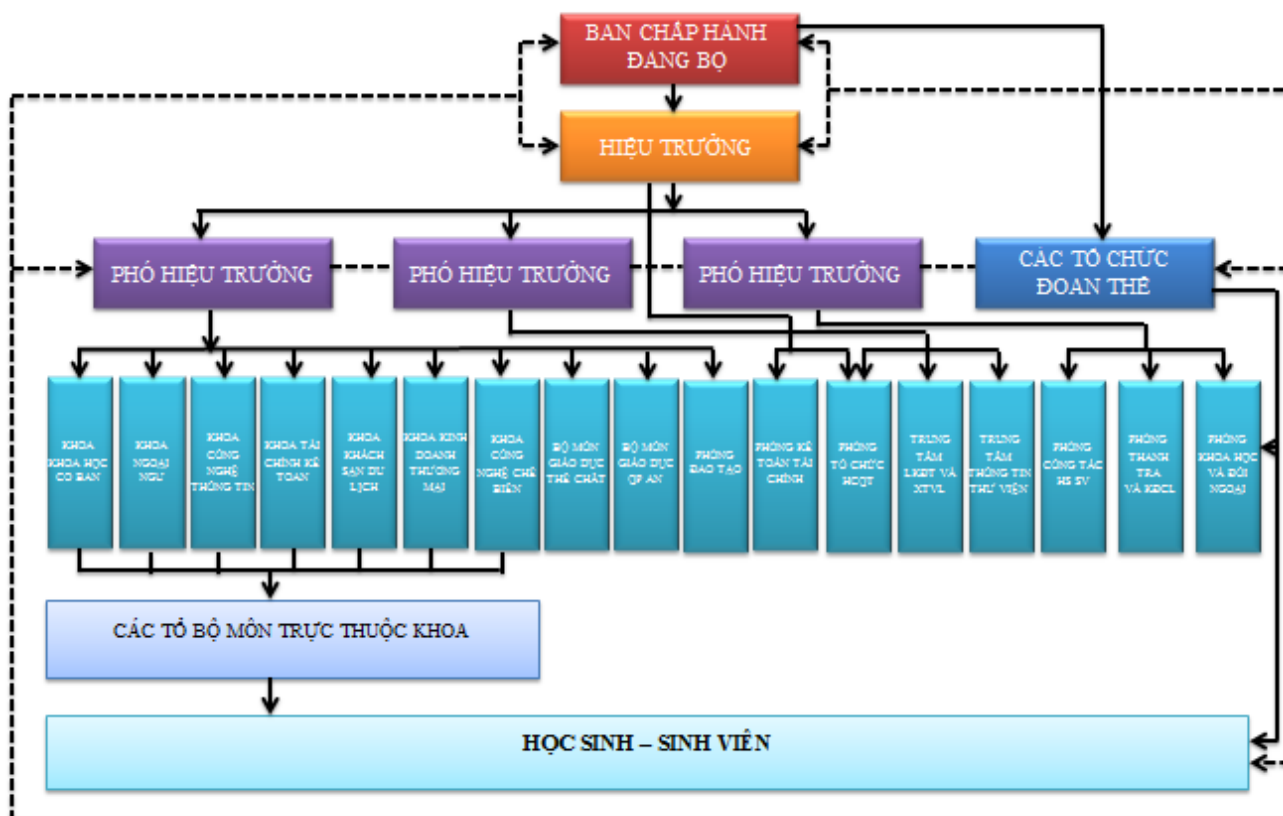 BAN CHẤP HÀNH
ĐẢNG BỘ
HIỆU TRƯỞNG
PHÓ HIỆU TRƯỞNG
PHÓ HIỆU TRƯỞNG
PHÓ HIỆU TRƯỞNG
CÁC TỔ CHỨC
ĐOÀN THỂ
KHOA
KHOA HỌC
CƠ BẢN
KHOA
NGOẠI
NGỮ
KHOA
CÔNG
NGHỆ
THÔNG TIN
KHOA TÀI
CHÍNH KẾ
TOÁN
KHOA
KHÁCH
SẠN DU
LỊCH
KHOA KINH
DOANH
THƯƠNG
MẠI
KHOA
CÔNG
NGHỆ CHẾ
BIẾN
BỘ MÔN
GIÁO DỤC
THỂ CHẤT
BỘ MÔN
GIÁO DỤC
QP AN
PHÒNG
ĐÀO TẠO
PHÒNG KẾ
TOÁN TÀI
CHÍNH
PHÒNG
TỔ CHỨC
HCQT
TRUNG
TÂM
LKĐT VÀ
XTVL
TRUNG
TÂM
THÔNG TIN
THƯ VIỆN
PHÒNG
CÔNG TÁC
HS SV
PHÒNG
THANH
TRA
VÀ KĐCL
PHÒNG
KHOA HỌC
VÀ ĐỐI
NGOẠI
CÁC TỔ BỘ MÔN TRỰC THUỘC KHOA
HỌC SINH – SINH VIÊN